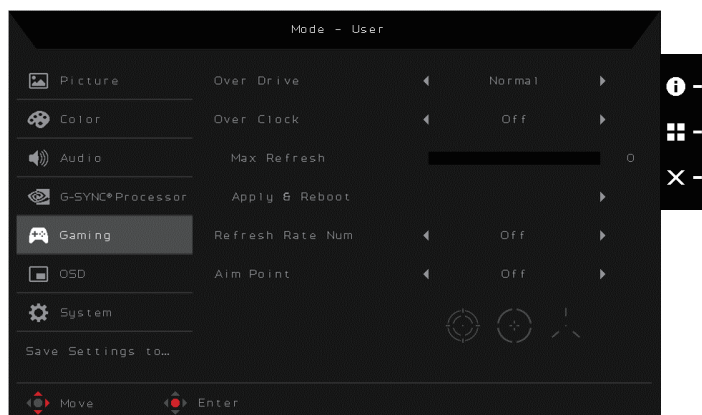 Mode - User
Picture
Over Drive Normal
Color
Over Clock Off
Audio
Max Refresh 0
G-SYNC® Processor
Apply & Reboot
Gaming
Refresh Rate Num Off
OSD
Aim Point Off
System
Save Settings to…
Move Enter